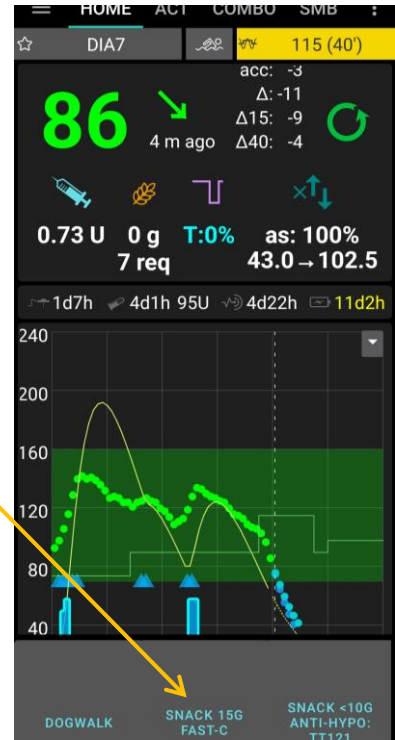 HOME ACT COMBO SMB
DIA7 115 (40')
acc: -3
86 Δ: -11
4 m ago Δ15: -9
Δ40: -4
0.73 U 0 g T:0% as: 100%
7 req 43.0→102.5
1d7h 4d1h 95U 4d22h 11d2h
240
200
160
120
80
40
DOGWALK
SNACK 15G
FAST-C
SNACK <10G
ANTI-HYPO:
TT121